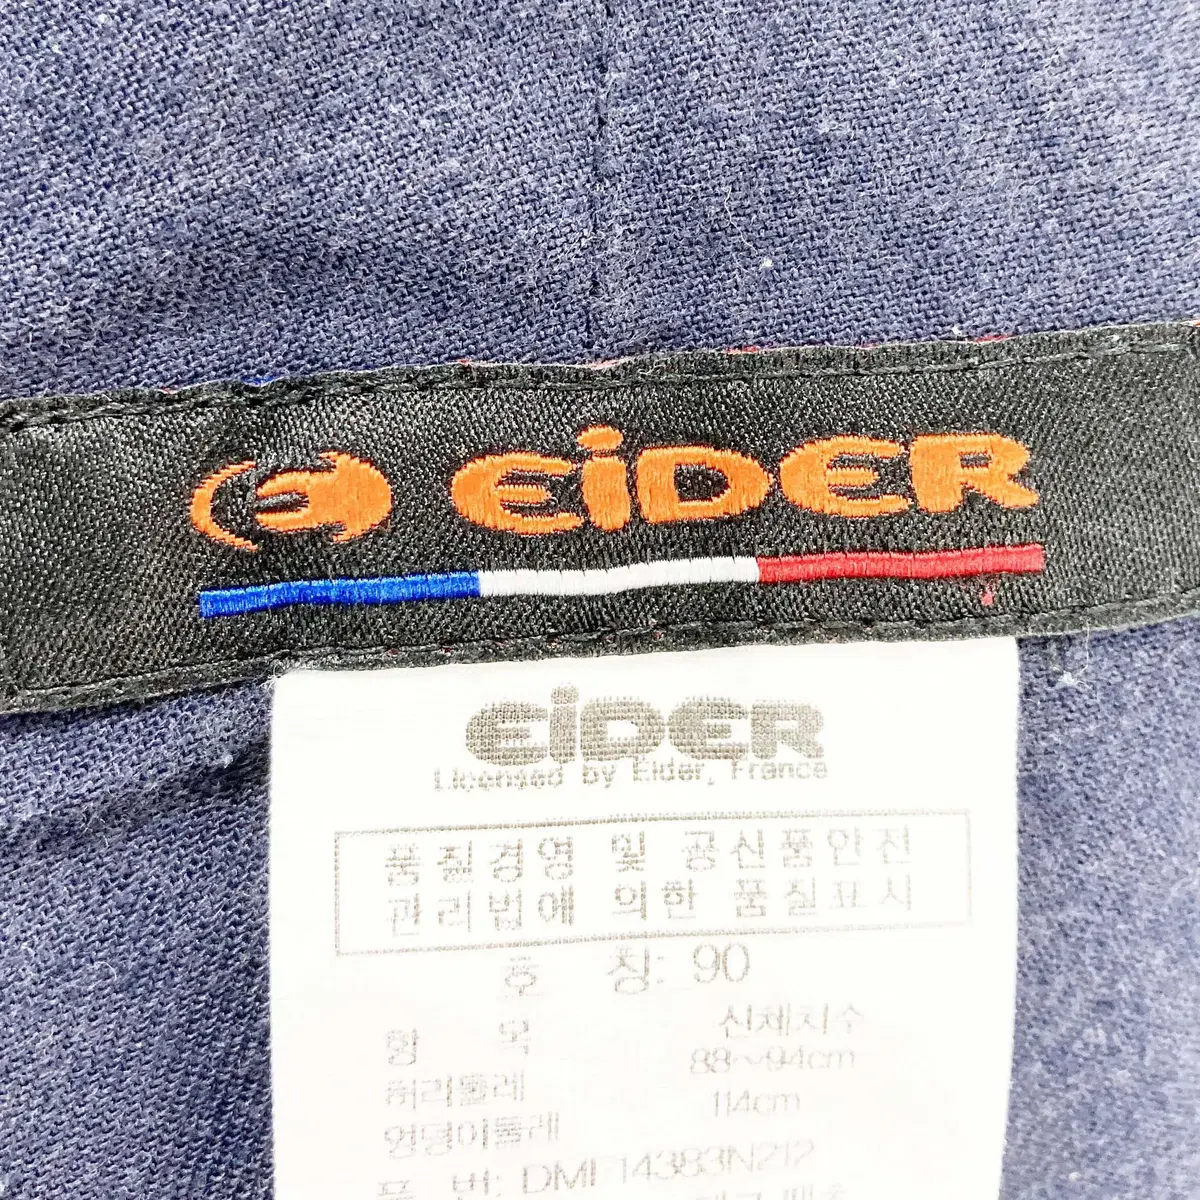 EiDER
EiDER
Licensed by Eider, France
품질경영 및 공산품안전
관리법에 의한 품질표시
호 칭: 90
항 목 신체치수
허리둘레 88~94cm
엉덩이둘레 114cm
품 번: DMP14383N212